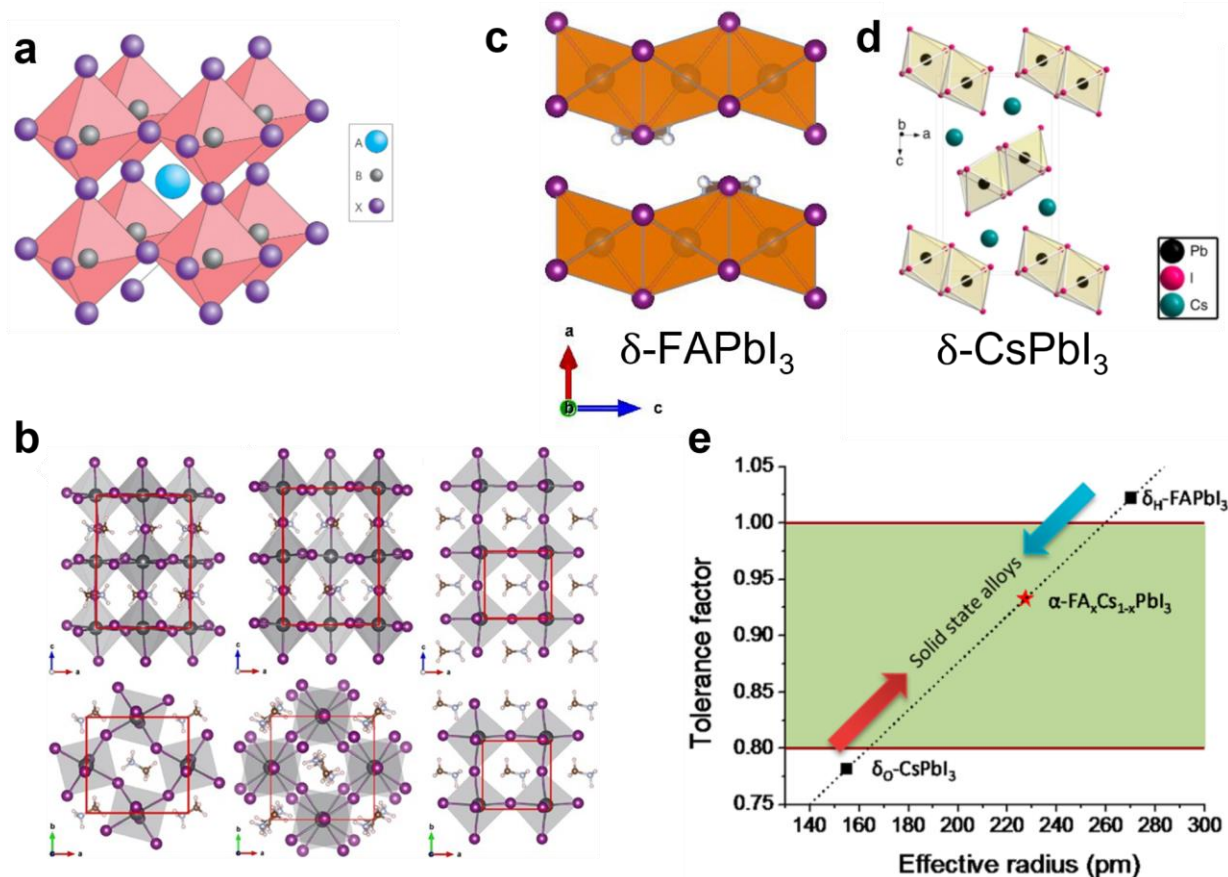 a
A
B
X
c
δ-FAPbI₃
a
b
c
d
b
a
c
Pb
I
Cs
δ-CsPbI₃
b
c
a
c
a
c
a
b
a
b
a
b
a
e
Tolerance factor
1.05
1.00
0.95
0.90
0.85
0.80
0.75
δH-FAPbI₃
Solid state alloys
α-FAₓCs₁₋ₓPbI₃
δO-CsPbI₃
140
160
180
200
220
240
260
280
300
Effective radius (pm)